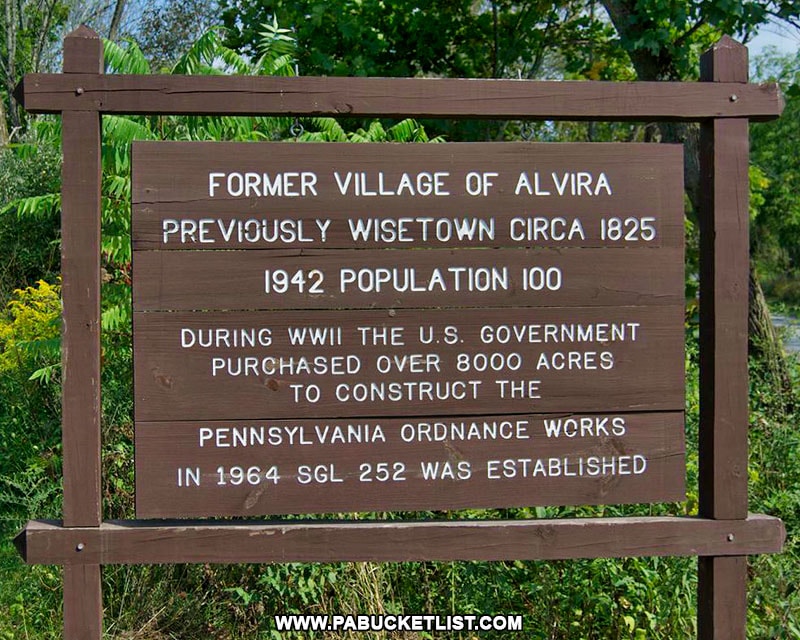 FORMER VILLAGE OF ALVIRA
PREVIOUSLY WISETOWN CIRCA 1825
1942 POPULATION 100
DURING WWII THE U.S. GOVERNMENT
PURCHASED OVER 8000 ACRES
TO CONSTRUCT THE
PENNSYLVANIA ORDNANCE WORKS
IN 1964 SGL 252 WAS ESTABLISHED
WWW.PABUCKETLIST.COM